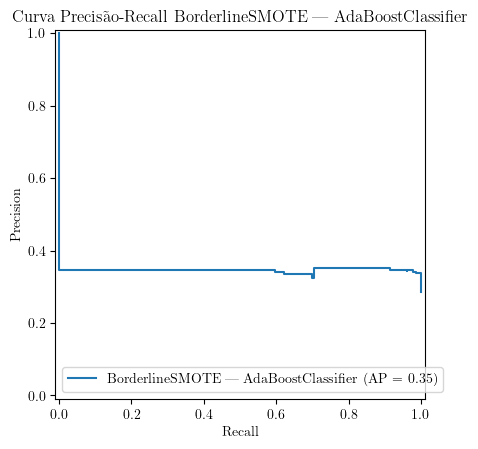 Curva Precisão-Recall BorderlineSMOTE — AdaBoostClassifier
1.0
0.8
0.6
0.4
0.2
0.0
Precision
BorderlineSMOTE — AdaBoostClassifier (AP = 0.35)
0.0 0.2 0.4 0.6 0.8 1.0
Recall